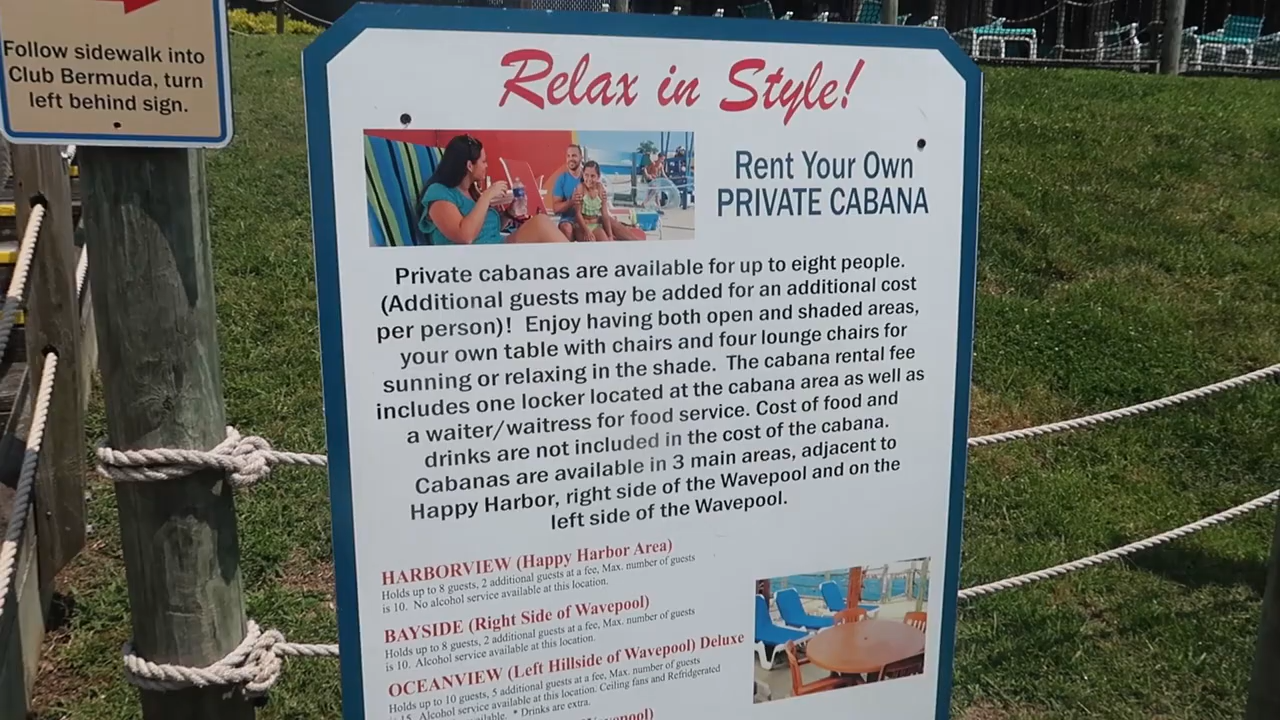 Follow sidewalk into
Club Bermuda, turn
left behind sign.
Relax in Style!
Rent Your Own
PRIVATE CABANA
Private cabanas are available for up to eight people.
(Additional guests may be added for an additional cost
per person)! Enjoy having both open and shaded areas,
your own table with chairs and four lounge chairs for
sunning or relaxing in the shade. The cabana rental fee
includes one locker located at the cabana area as well as
a waiter/waitress for food service. Cost of food and
drinks are not included in the cost of the cabana.
Cabanas are available in 3 main areas, adjacent to
Happy Harbor, right side of the Wavepool and on the
left side of the Wavepool.
HARBORVIEW (Happy Harbor Area)
Holds up to 8 guests, 2 additional guests at a fee, Max. number of guests
is 10. No alcohol service available at this location.
BAYSIDE (Right Side of Wavepool)
Holds up to 8 guests, 2 additional guests at a fee, Max. number of guests
is 10. Alcohol service available at this location.
OCEANVIEW (Left Hillside of Wavepool) Deluxe
Holds up to 10 guests, 5 additional guests at a fee, Max. number of guests
is 15. Alcohol service available at this location. Ceiling fans and Refridgerated
* Drinks are extra.